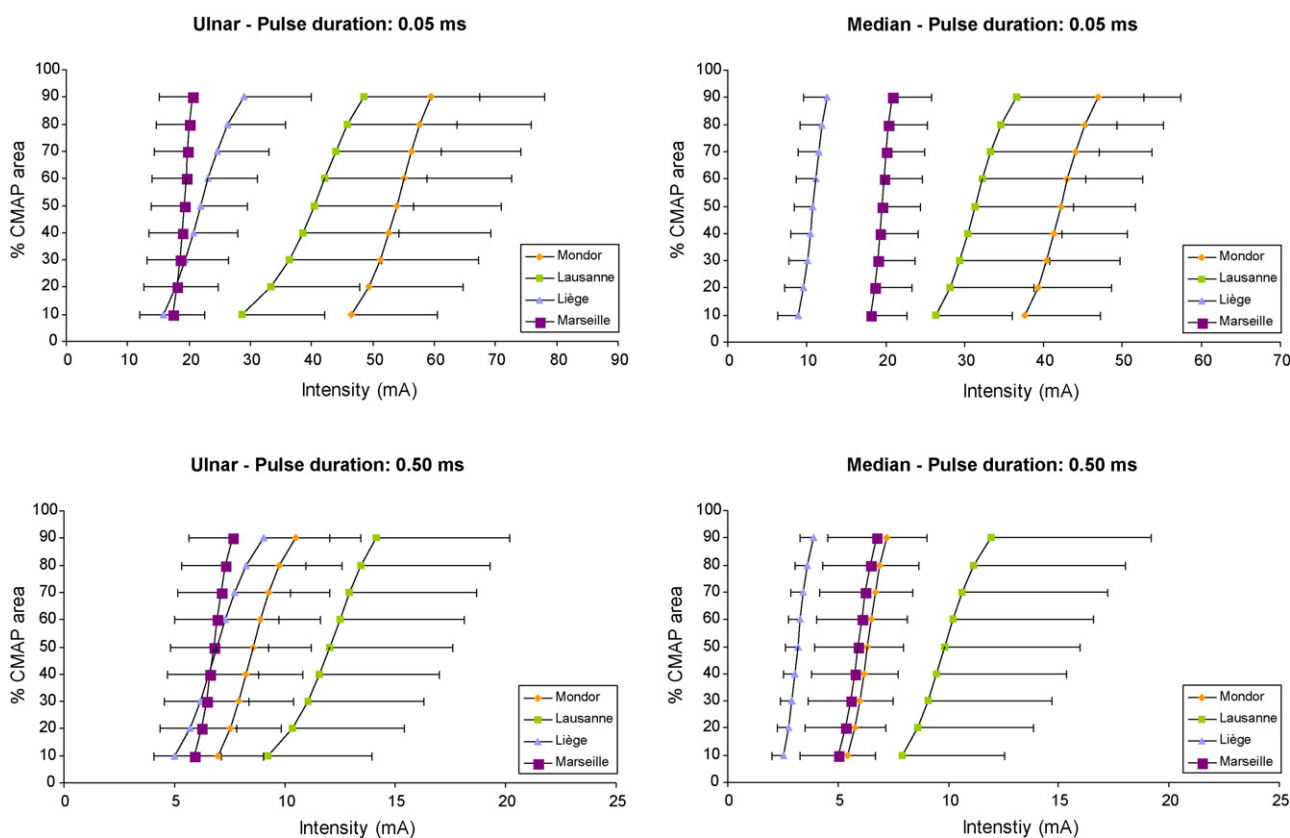 Ulnar - Pulse duration: 0.05 ms
% CMAP area
100
90
80
70
60
50
40
30
20
10
0
0 10 20 30 40 50 60 70 80 90
Intensity (mA)
Mondor
Lausanne
Liège
Marseille
Median - Pulse duration: 0.05 ms
% CMAP area
100
90
80
70
60
50
40
30
20
10
0
0 10 20 30 40 50 60 70
Intensity (mA)
Mondor
Lausanne
Liège
Marseille
Ulnar - Pulse duration: 0.50 ms
% CMAP area
100
90
80
70
60
50
40
30
20
10
0
0 5 10 15 20 25
Intensity (mA)
Mondor
Lausanne
Liège
Marseille
Median - Pulse duration: 0.50 ms
% CMAP area
100
90
80
70
60
50
40
30
20
10
0
0 5 10 15 20 25
Intenstiy (mA)
Mondor
Lausanne
Liège
Marseille